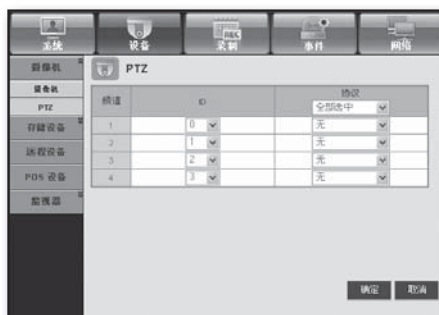 系统 设备 录制 事件 网络
摄像机
摄像机
PTZ
存储设备
远程设备
POS 设备
监视器
PTZ
频道 ID 协议
全部选中
1 0 无
2 1 无
3 2 无
4 3 无
确定 取消